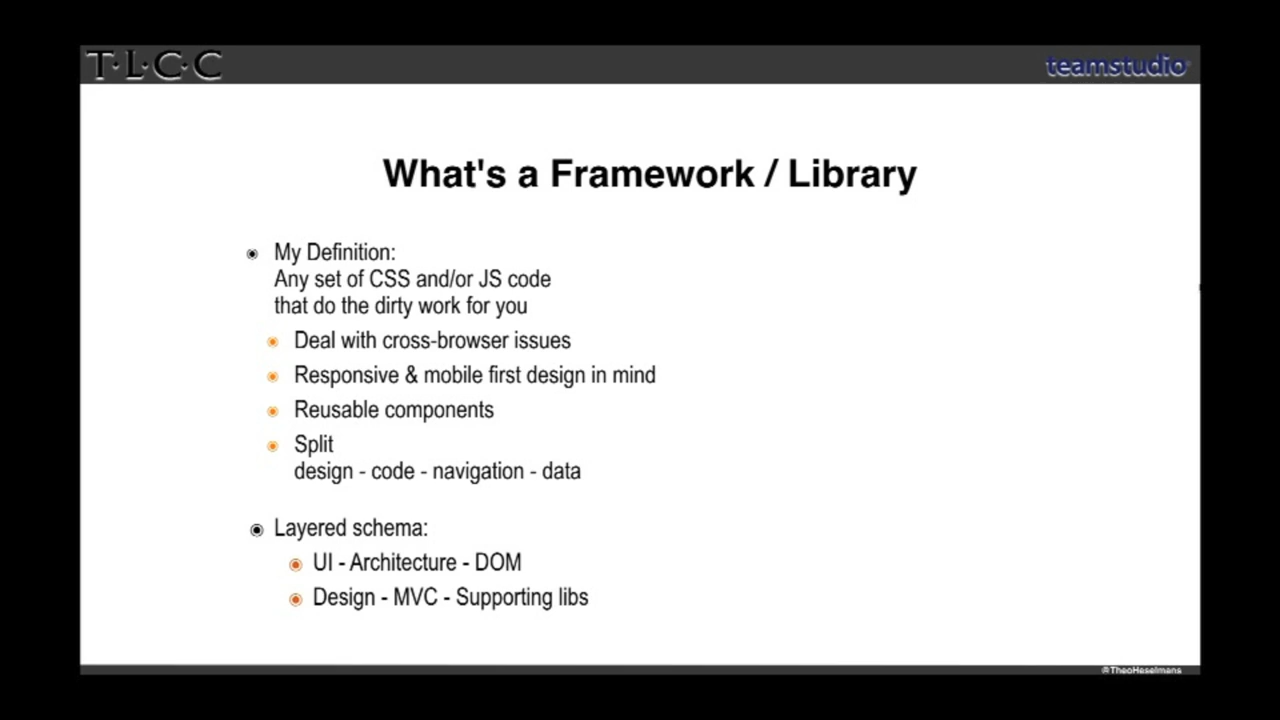 T·L·C·C
teamstudio
What's a Framework / Library
My Definition:
Any set of CSS and/or JS code
that do the dirty work for you
Deal with cross-browser issues
Responsive & mobile first design in mind
Reusable components
Split
design - code - navigation - data
Layered schema:
UI - Architecture - DOM
Design - MVC - Supporting libs
@TheoHeselmans